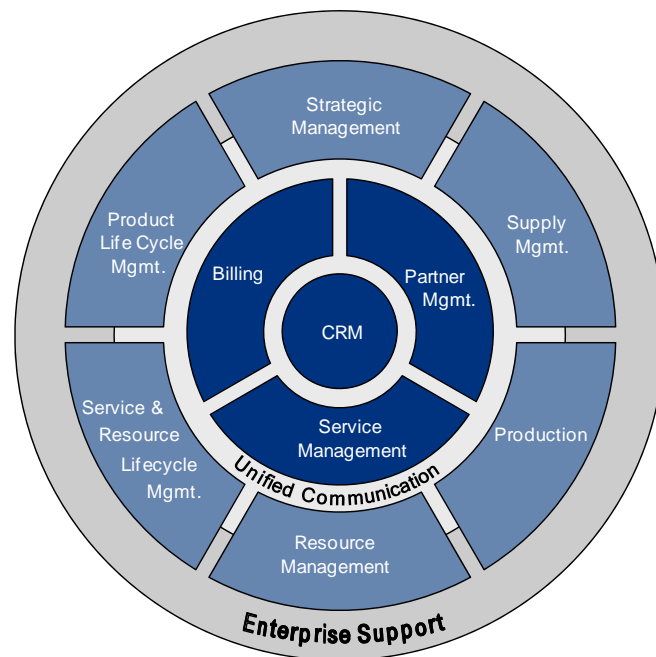 Strategic
Management
Product
Life Cycle
Mgmt.
Supply
Mgmt.
Billing
Partner
Mgmt.
CRM
Service &
Resource
Lifecycle
Mgmt.
Service
Management
Production
Unified Communication
Resource
Management
Enterprise Support